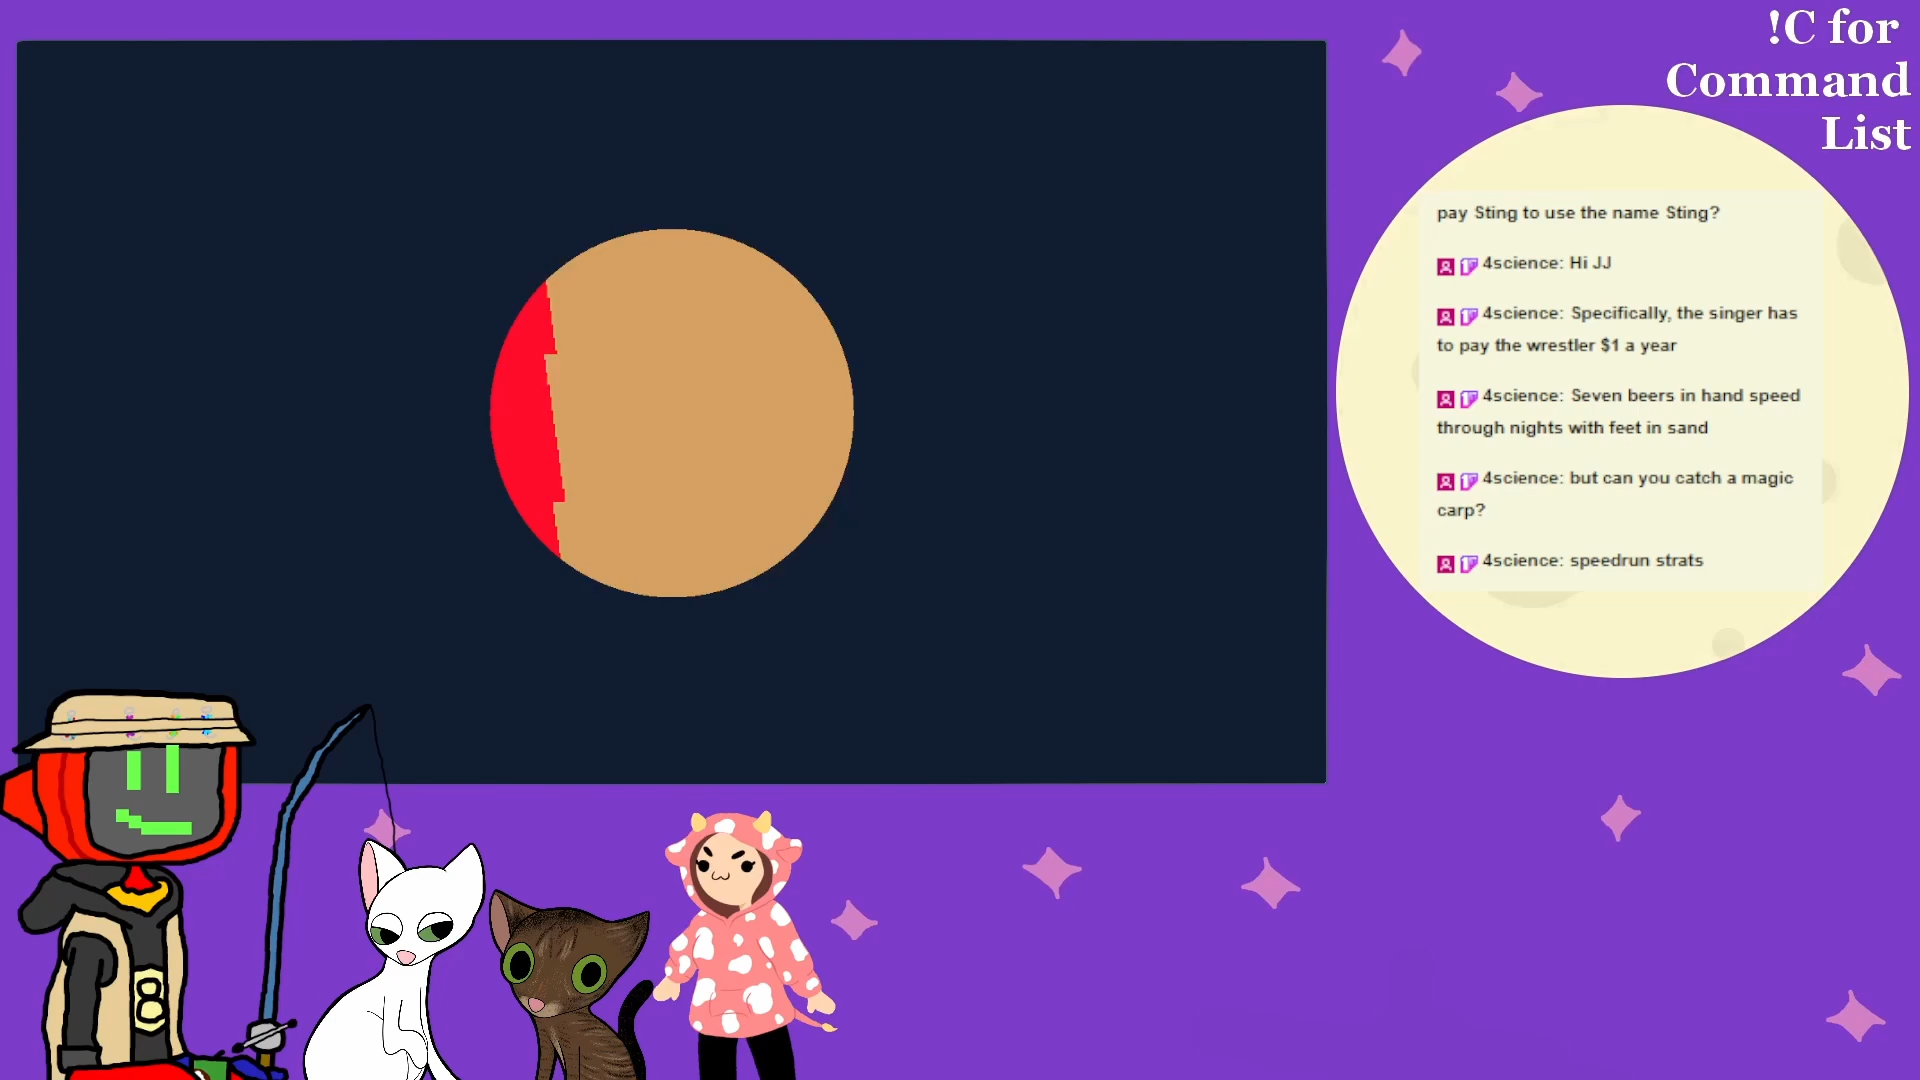 !C for
Command
List
pay Sting to use the name Sting?
4science: Hi JJ
4science: Specifically, the singer has
to pay the wrestler $1 a year
4science: Seven beers in hand speed
through nights with feet in sand
4science: but can you catch a magic
carp?
4science: speedrun strats
8